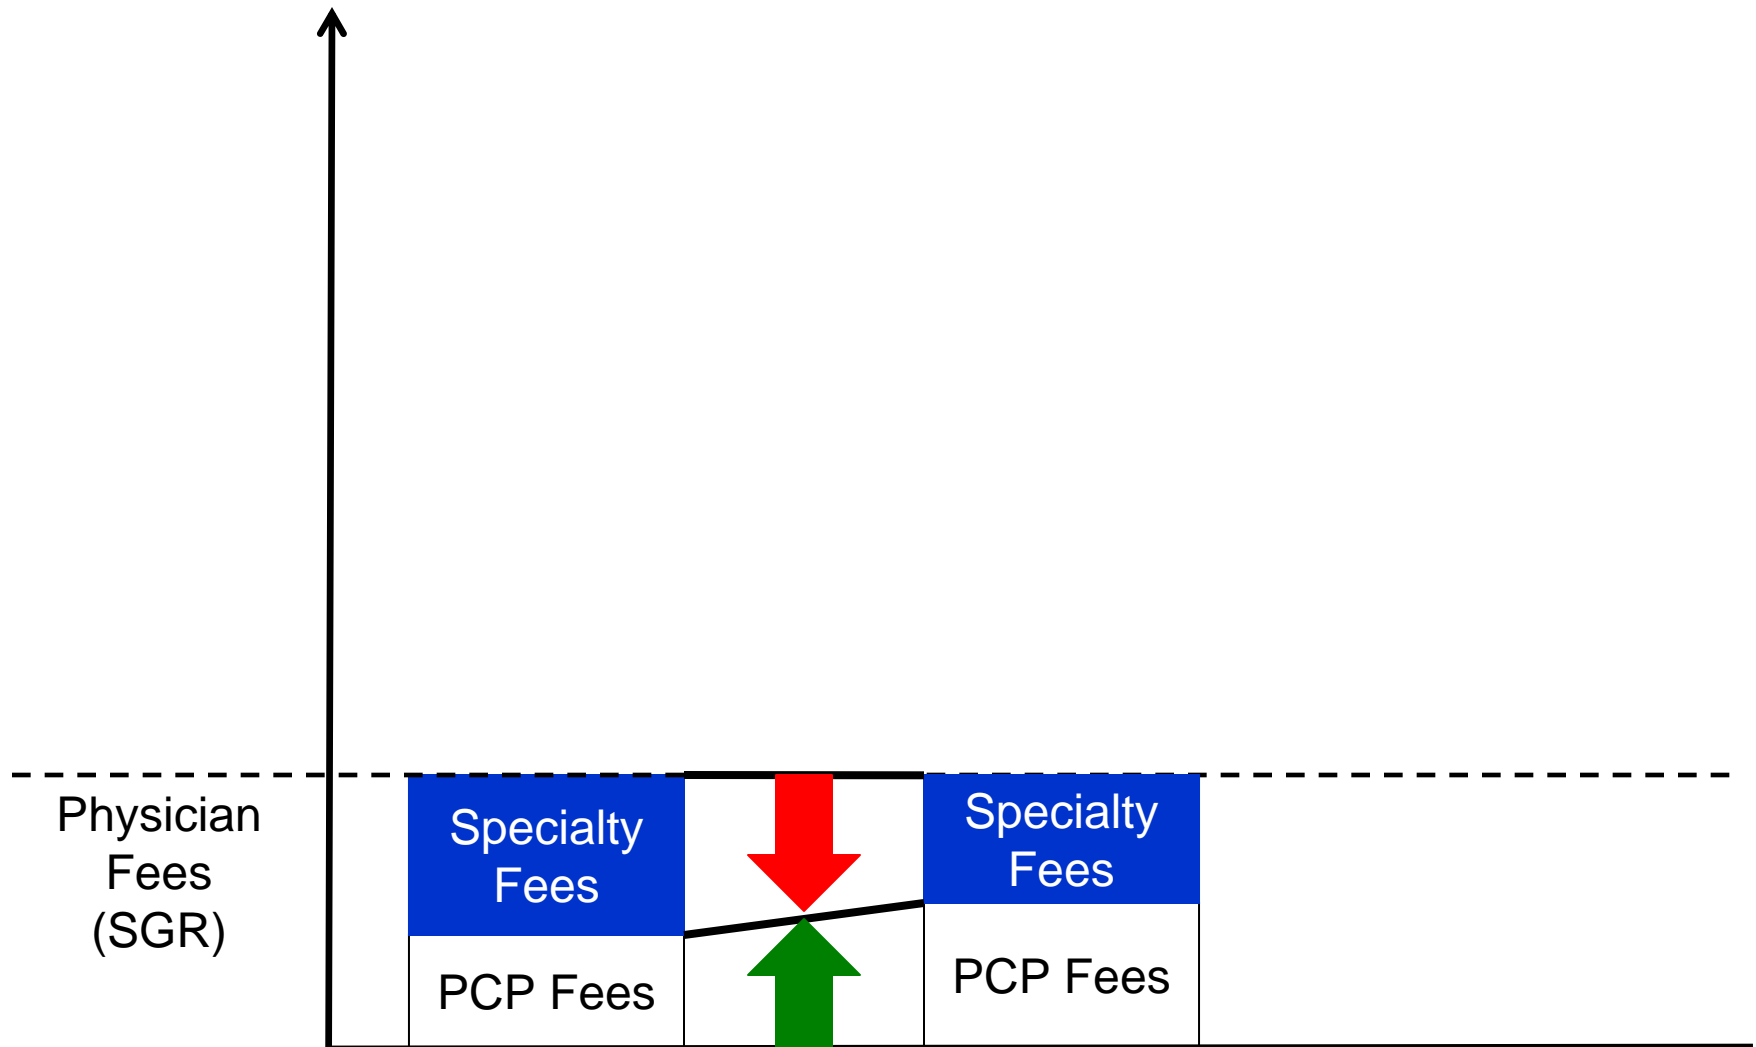 Physician
Fees
(SGR)
Specialty
Fees
PCP Fees
Specialty
Fees
PCP Fees